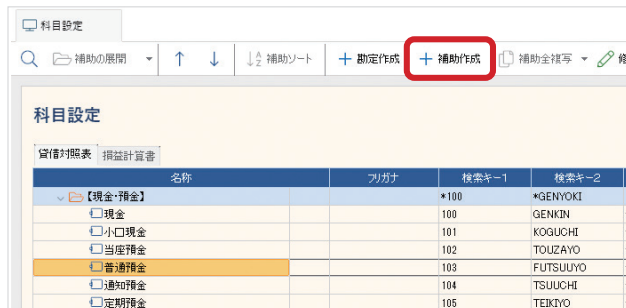 科目設定
補助の展開 補助ソート 勘定作成 補助作成 補助全複写
科目設定
貸借対照表 損益計算書
名称 フリガナ 検索キー1 検索キー2
【現金・預金】 *100 *GENYOKI
現金 100 GENKIN
小口現金 101 KOGUCHI
当座預金 102 TOUZAYO
普通預金 103 FUTSUUYO
通知預金 104 TSUUCHI
定期預金 105 TEIKIYO